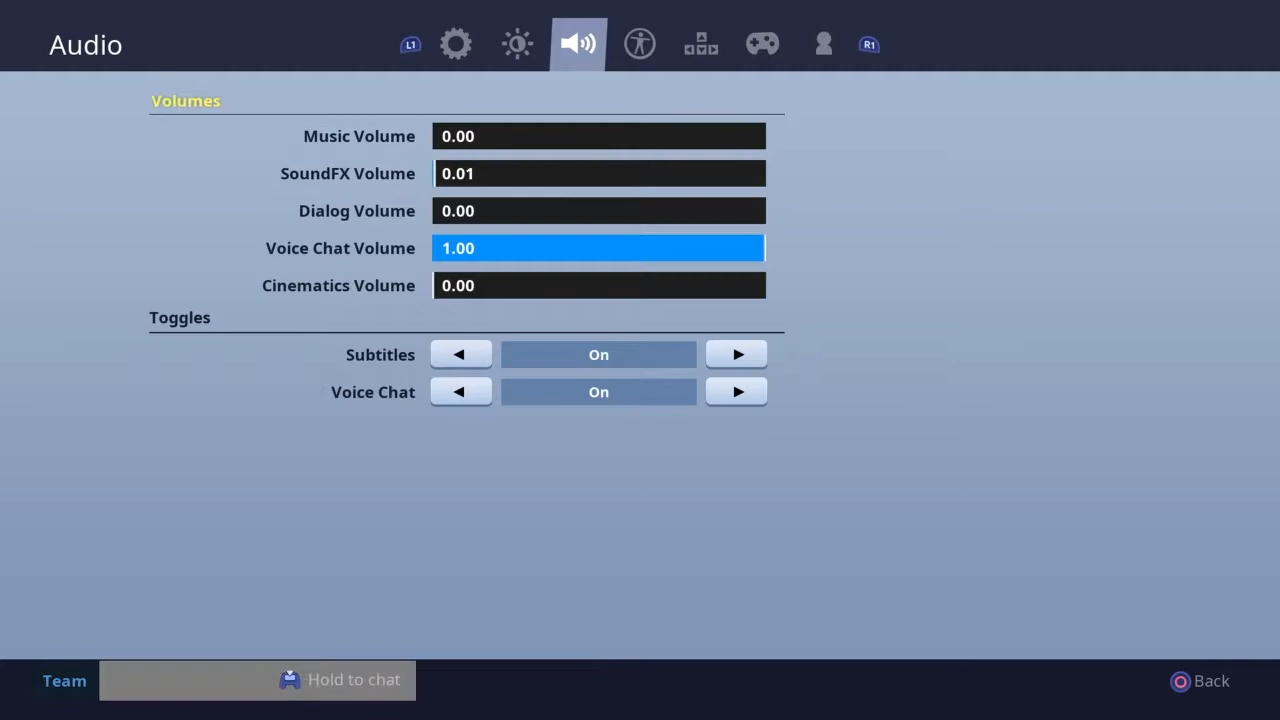 Audio
L1
R1
Volumes
Music Volume 0.00
SoundFX Volume 0.01
Dialog Volume 0.00
Voice Chat Volume 1.00
Cinematics Volume 0.00
Toggles
Subtitles On
Voice Chat On
Team Hold to chat Back